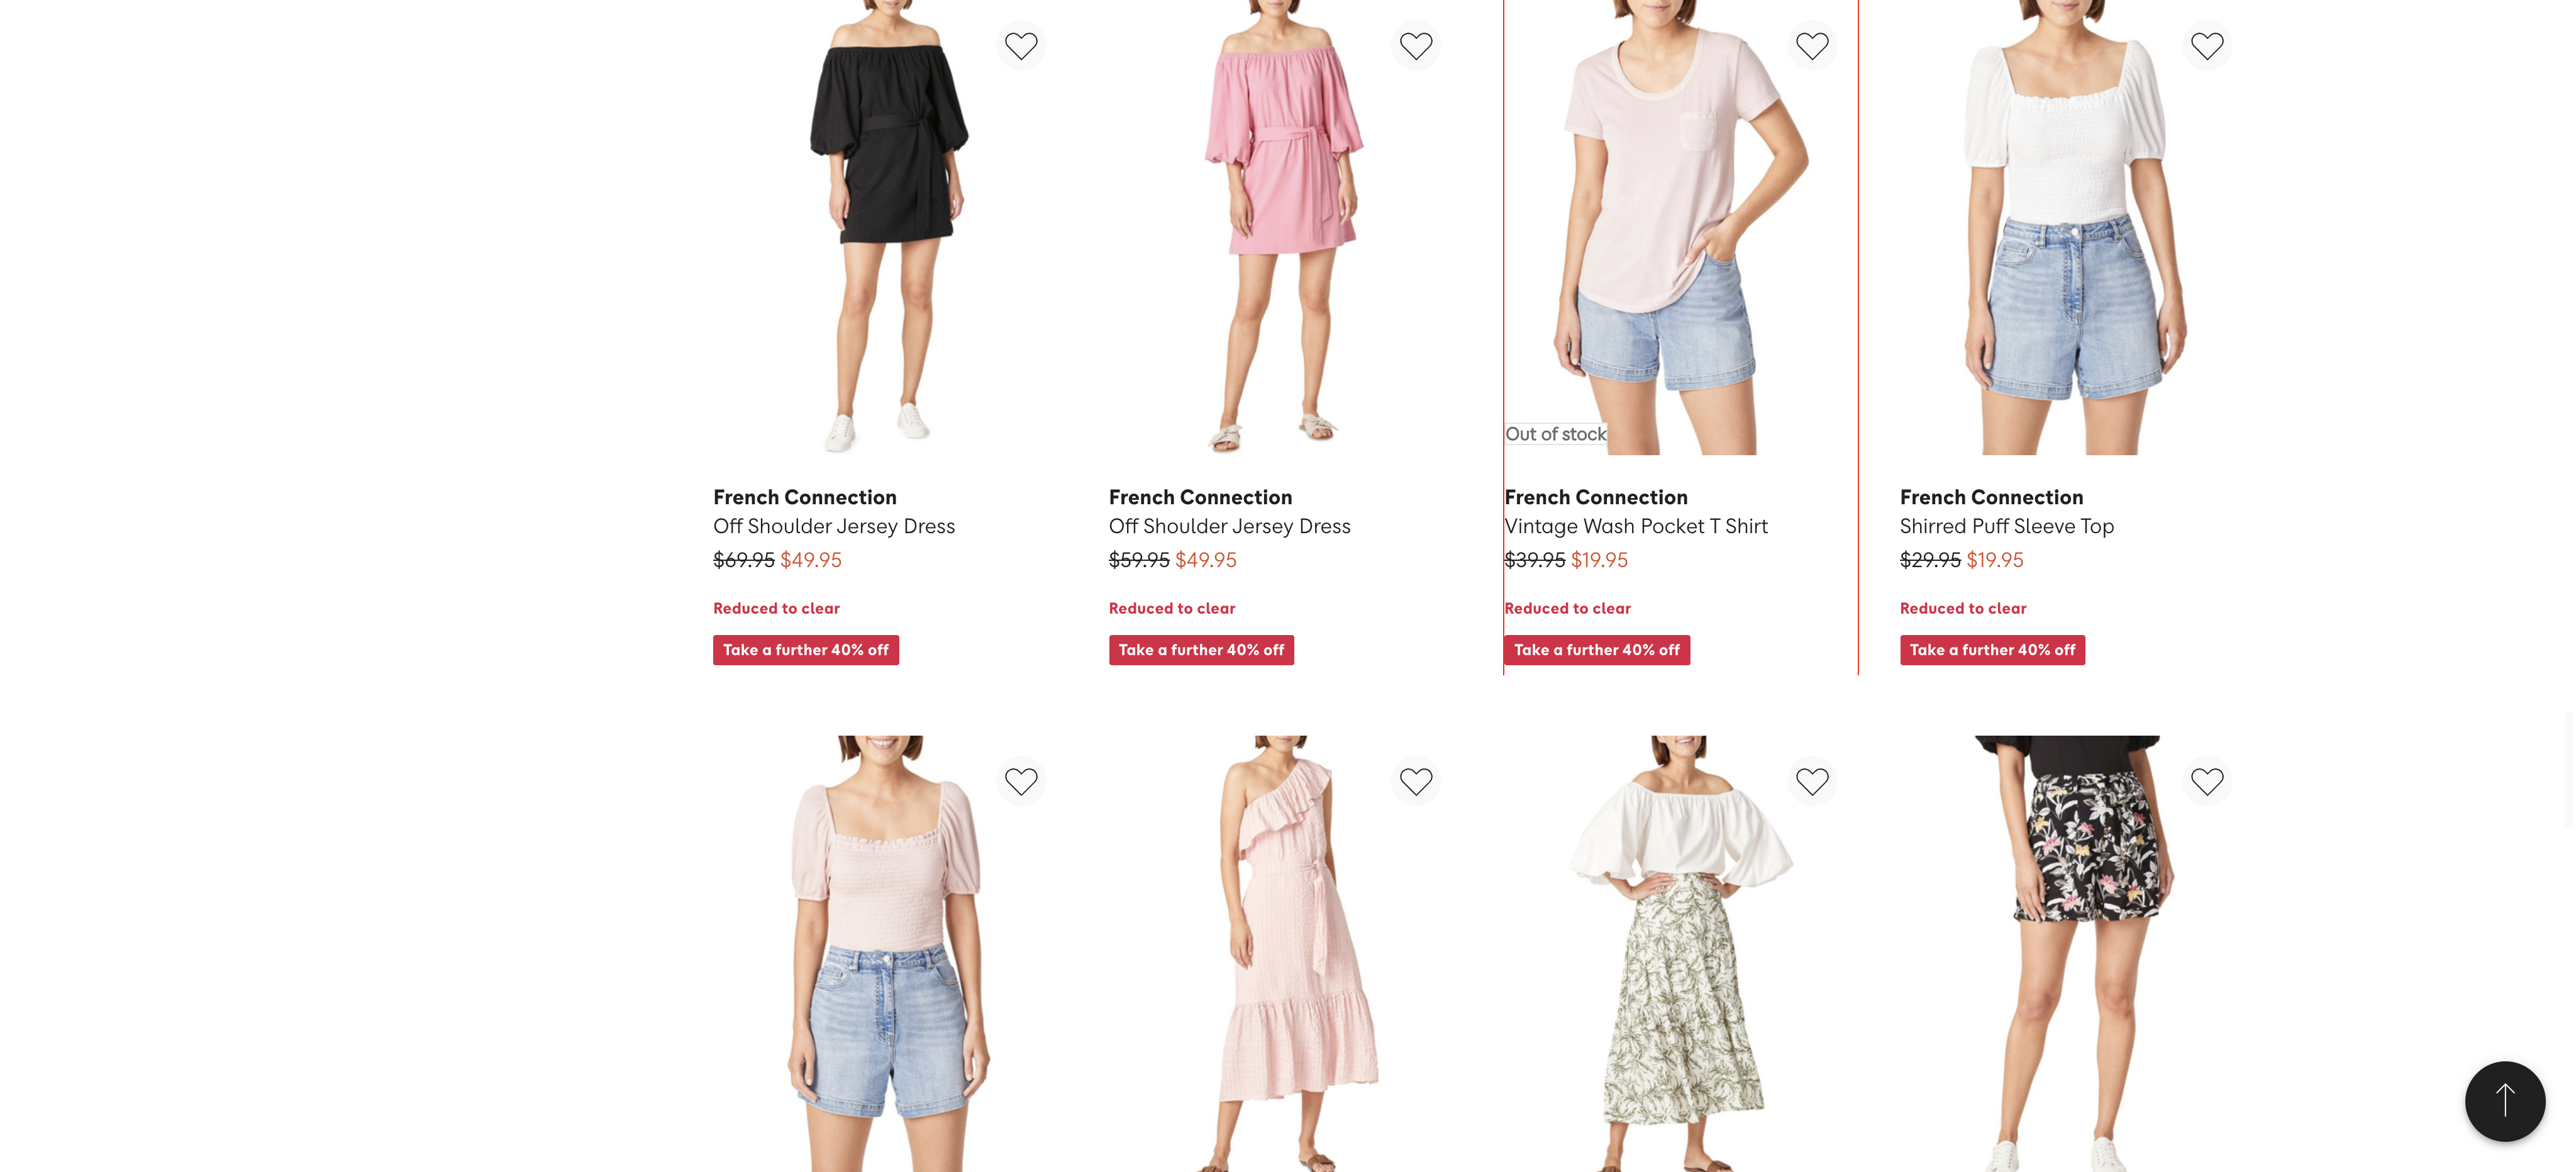 Out of stock
French Connection
Off Shoulder Jersey Dress
$69.95 $49.95
Reduced to clear
Take a further 40% off
French Connection
Off Shoulder Jersey Dress
$59.95 $49.95
Reduced to clear
Take a further 40% off
French Connection
Vintage Wash Pocket T Shirt
$39.95 $19.95
Reduced to clear
Take a further 40% off
French Connection
Shirred Puff Sleeve Top
$29.95 $19.95
Reduced to clear
Take a further 40% off